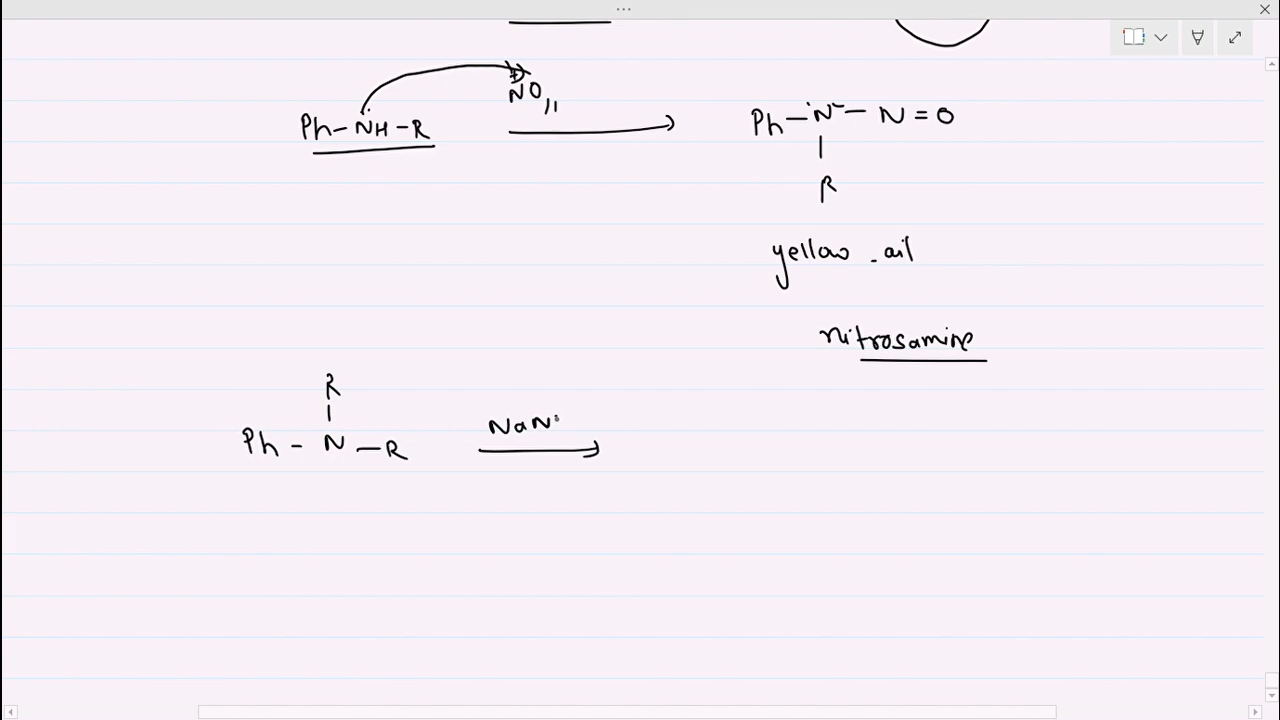 ⊕
NO
Ph–NH–R
Ph–N–N=O
R
yellow oil
nitrosamine
R
NaN
Ph–N–R